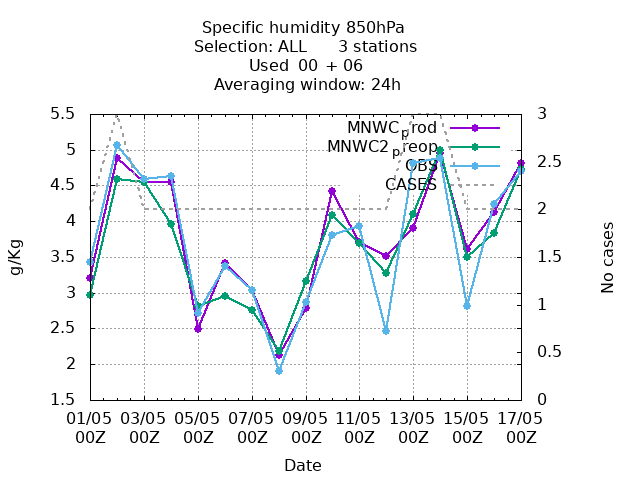 Specific humidity 850hPa
Selection: ALL 3 stations
Used 00 + 06
Averaging window: 24h
5.5
5
4.5
4
3.5
3
2.5
2
1.5
g/Kg
MNWCprod
MNWC2preop
OBS
CASES
3
2.5
2
1.5
1
0.5
0
No cases
01/05 03/05 05/05 07/05 09/05 11/05 13/05 15/05 17/05
00Z 00Z 00Z 00Z 00Z 00Z 00Z 00Z 00Z
Date